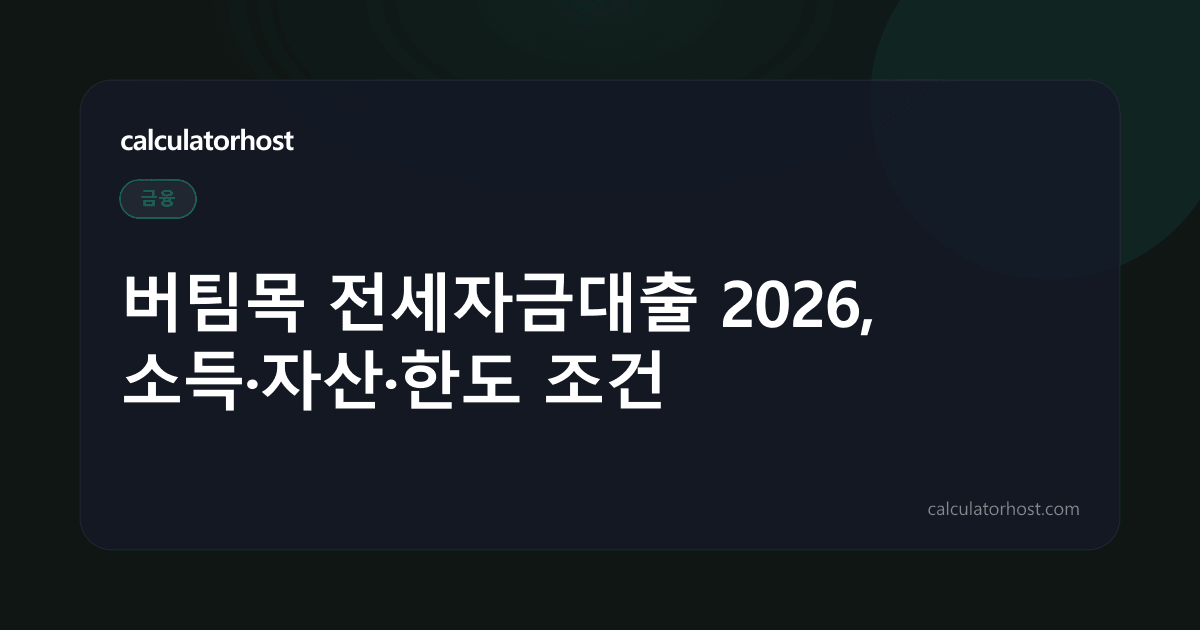 calculatorhost
금융
버팀목 전세자금대출 2026,
소득·자산·한도 조건
calculatorhost.com